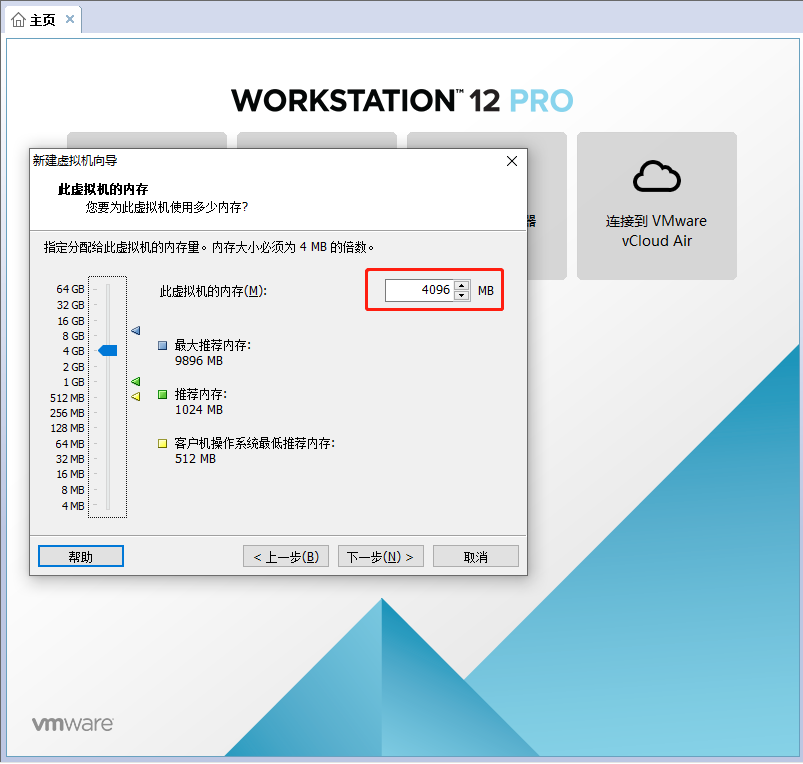 主页
WORKSTATION™ 12 PRO
器
连接到 VMware
vCloud Air
新建虚拟机向导
此虚拟机的内存
您要为此虚拟机使用多少内存?
指定分配给此虚拟机的内存量。内存大小必须为 4 MB 的倍数。
64 GB
32 GB
16 GB
8 GB
4 GB
2 GB
1 GB
512 MB
256 MB
128 MB
64 MB
32 MB
16 MB
8 MB
4 MB
此虚拟机的内存(M):
4096 MB
最大推荐内存:
9896 MB
推荐内存:
1024 MB
客户机操作系统最低推荐内存:
512 MB
帮助
< 上一步(B)
下一步(N) >
取消
vmware